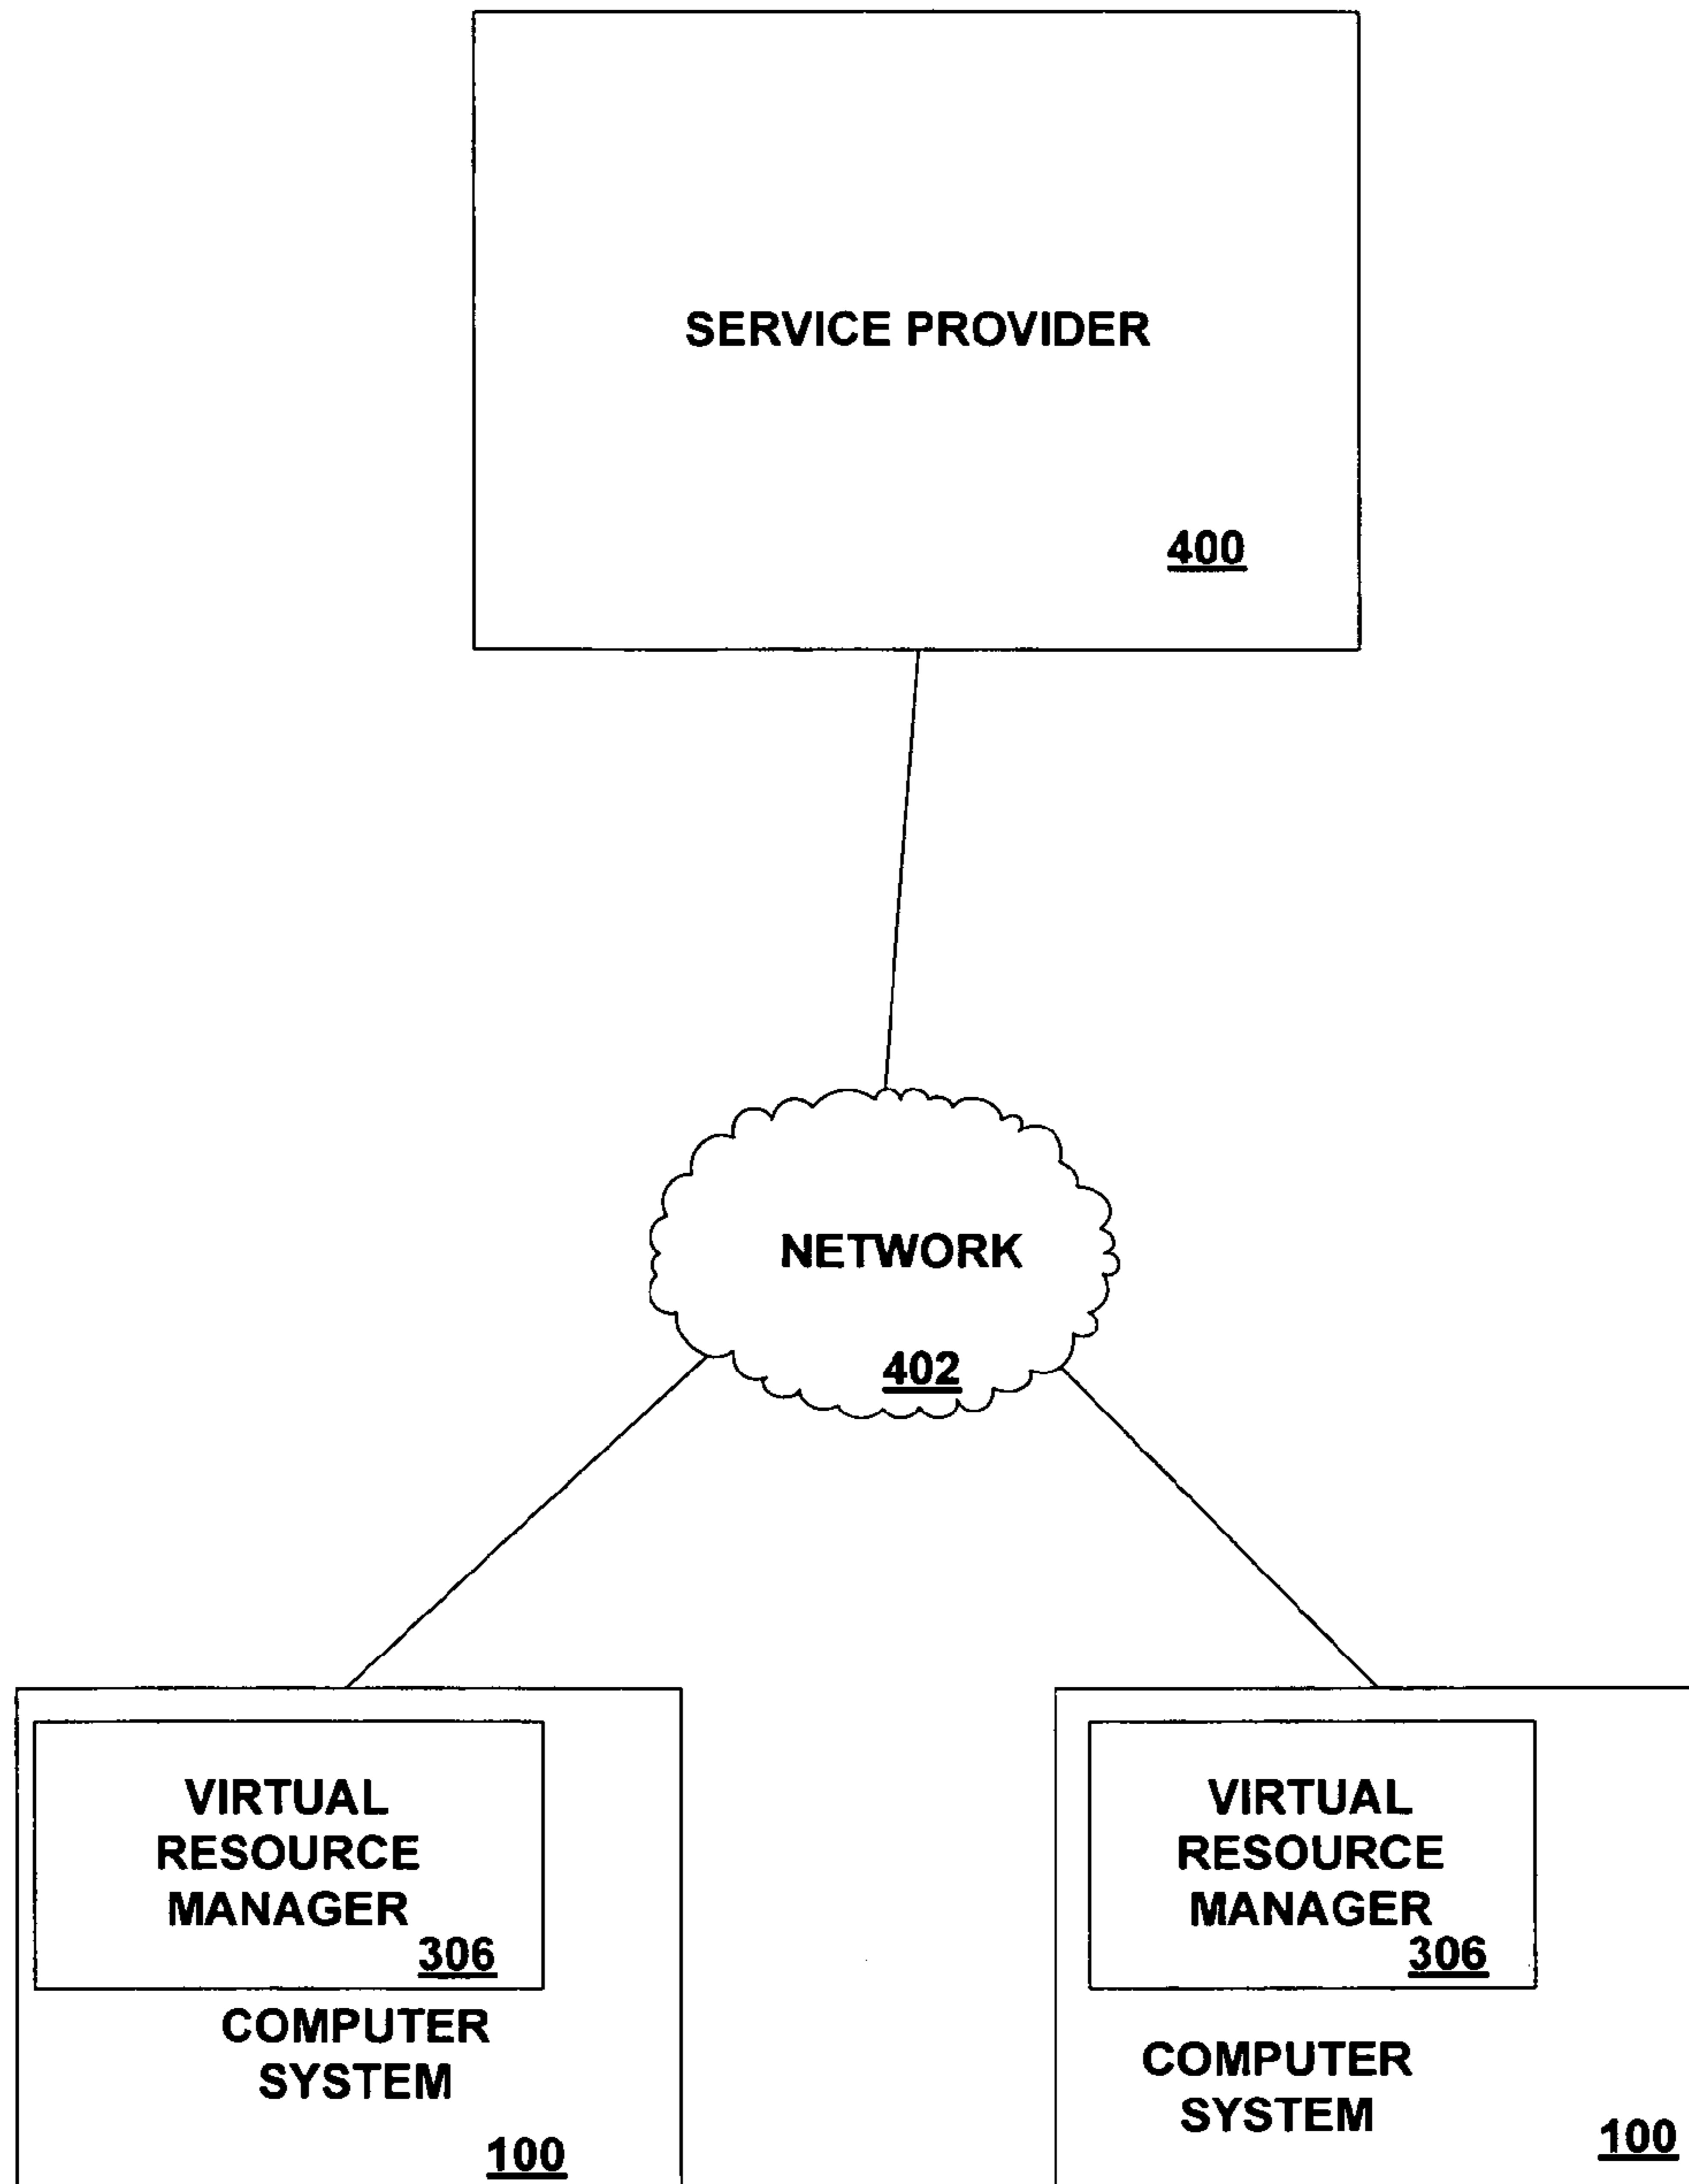 SERVICE PROVIDER
400
NETWORK
402
VIRTUAL
RESOURCE
MANAGER
306
COMPUTER
SYSTEM
100
VIRTUAL
RESOURCE
MANAGER
306
COMPUTER
SYSTEM
100